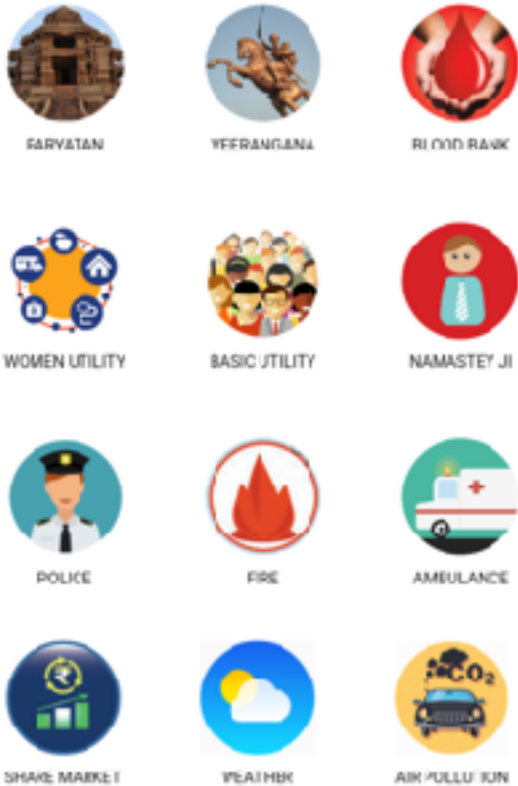 PARYATAN
VEERANGANA
BLOOD BANK
WOMEN UTILITY
BASIC UTILITY
NAMASTEY JI
POLICE
FIRE
AMBULANCE
CO2
₹
SHARE MARKET
WEATHER
AIR POLLUTION